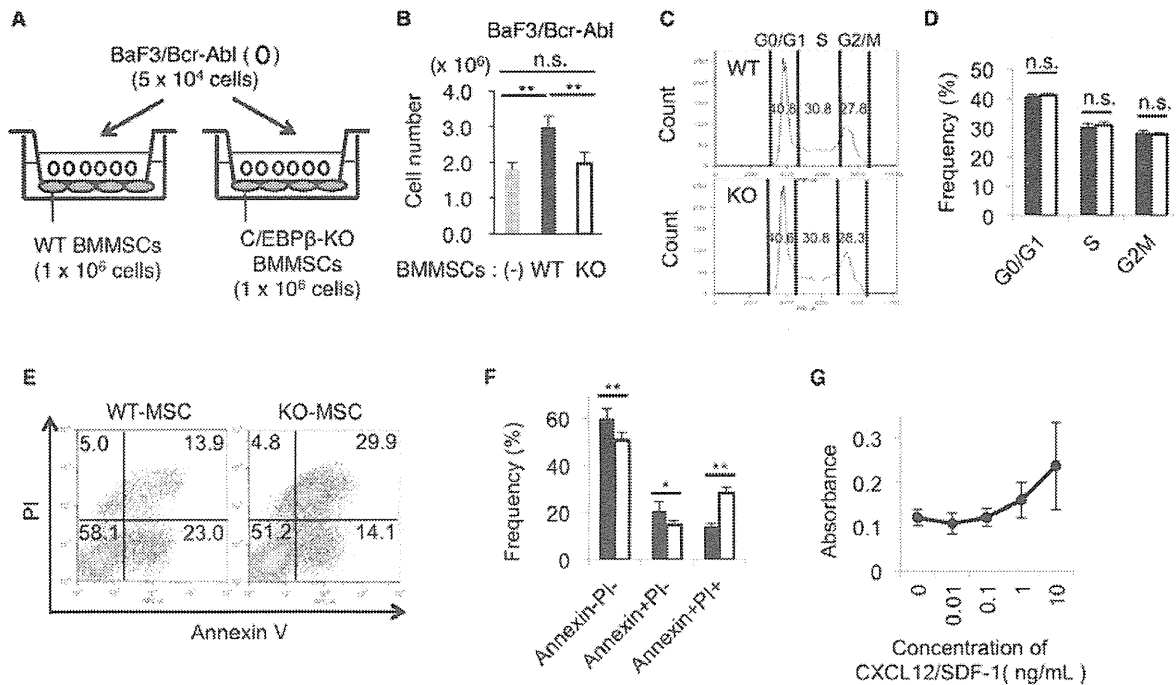 A
BaF3/Bcr-Abl (O)
(5 x 10⁴ cells)
WT BMMSCs
(1 x 10⁶ cells)
C/EBPβ-KO
BMMSCs
(1 x 10⁶ cells)
B
BaF3/Bcr-Abl
(x 10⁶)
n.s.
** **
4.0
3.0
2.0
1.0
0.0
Cell number
BMMSCs : (-) WT KO
C
G0/G1 S G2/M
WT
40.6 30.8 27.8
Count
KO
40.6 30.8 28.3
Count
D
n.s.
n.s.
n.s.
50
40
30
20
10
0
Frequency (%)
G0/G1
S
G2M
E
WT-MSC KO-MSC
5.0 13.9 4.8 29.9
58.1 23.0 51.2 14.1
PI
Annexin V
F
**
*
**
60
40
20
0
Frequency (%)
Annexin-PI-
Annexin+PI-
Annexin+PI+
G
0.3
0.2
0.1
0
Absorbance
0
0.01
0.1
1
10
Concentration of
CXCL12/SDF-1( ng/mL )